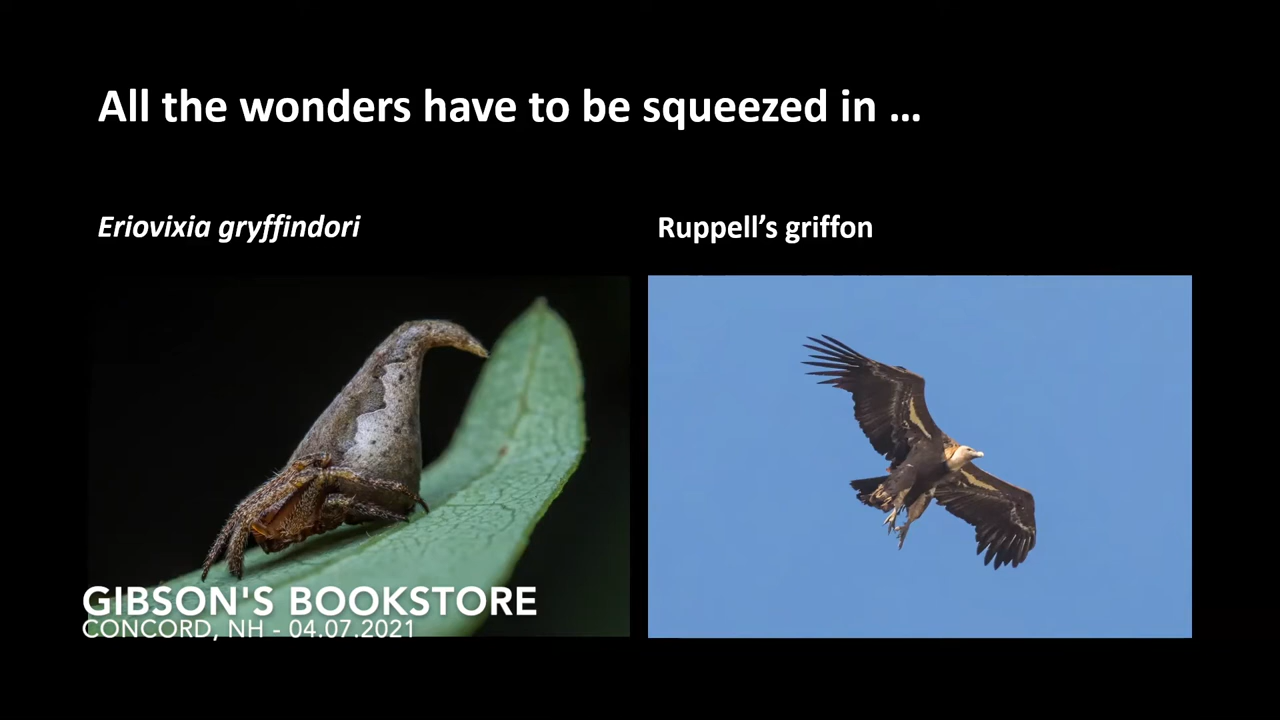 All the wonders have to be squeezed in …
Eriovixia gryffindori
Ruppell’s griffon
GIBSON'S BOOKSTORE
CONCORD, NH - 04.07.2021